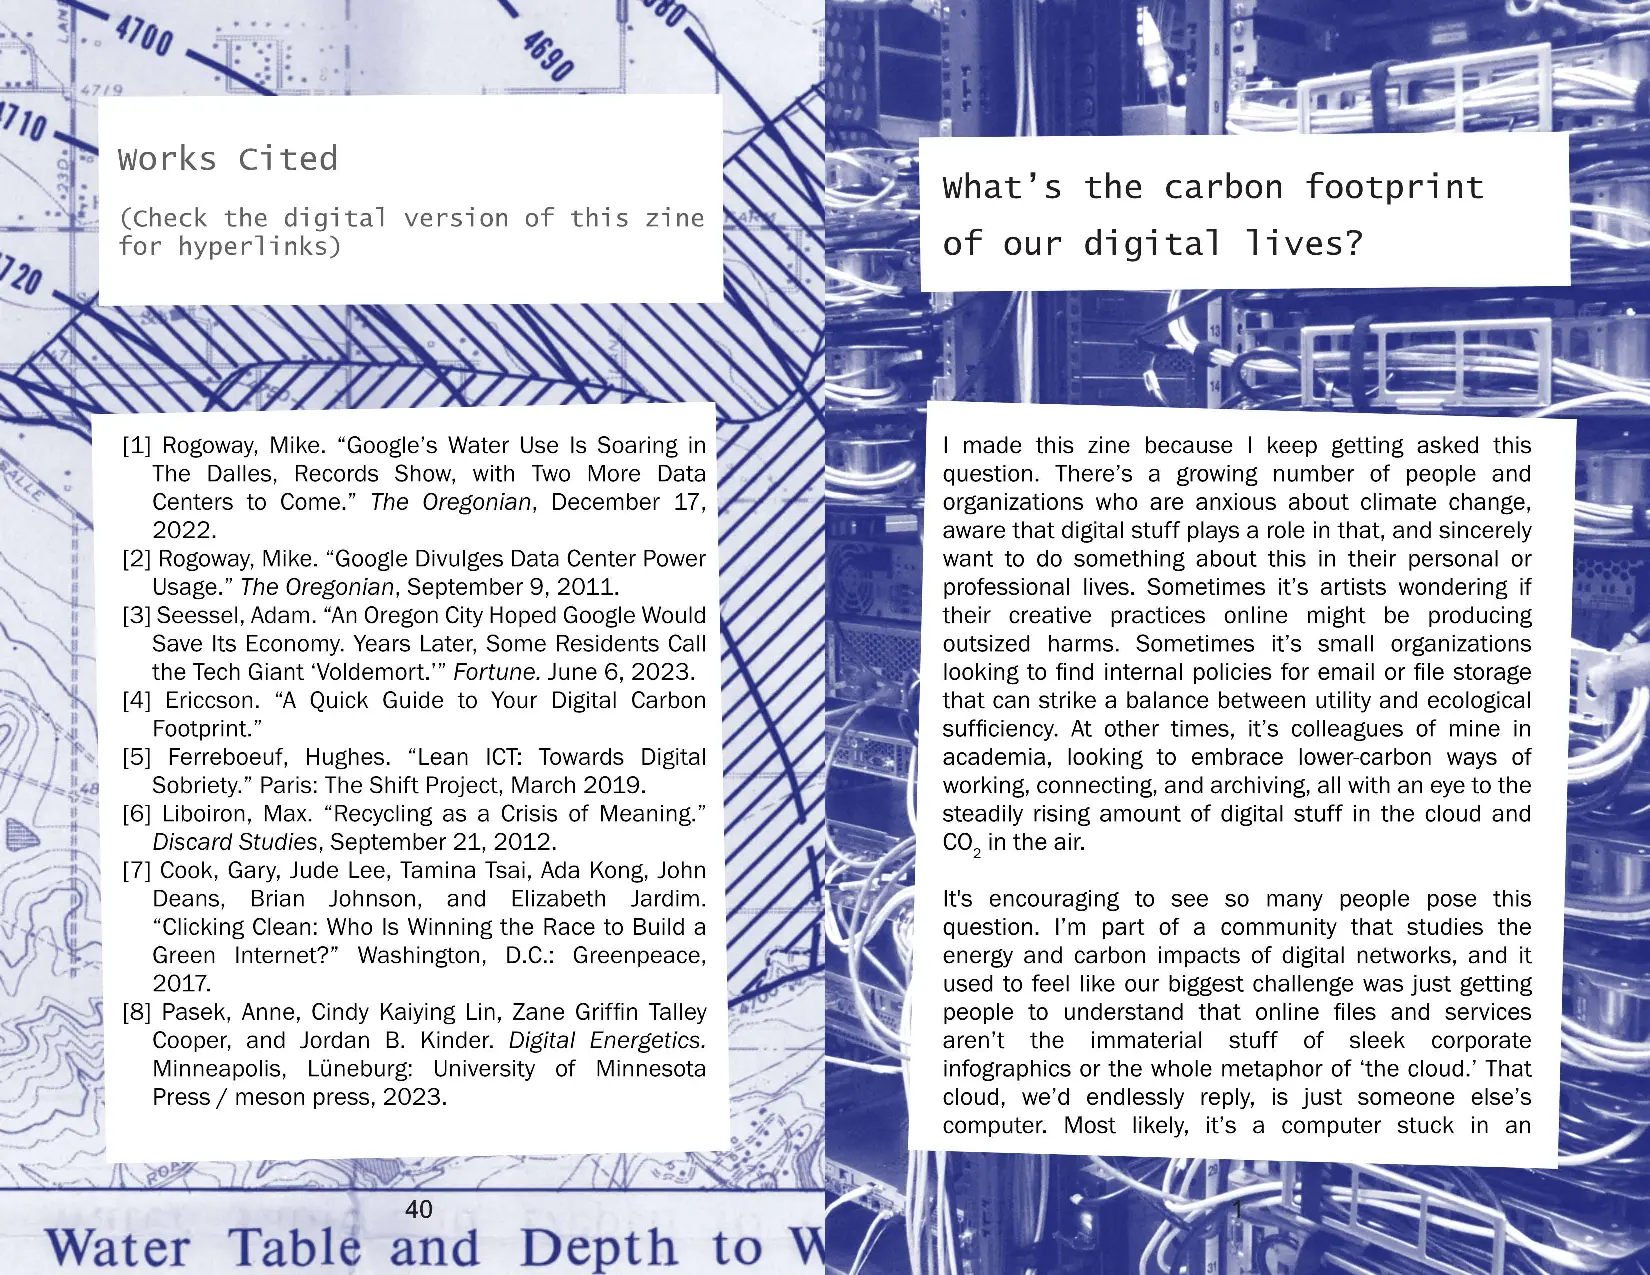 4700
4690
4719
4710
23D
Works Cited
(Check the digital version of this zine
for hyperlinks)
FARM
4720
4747
4750
[1] Rogoway, Mike. “Google’s Water Use Is Soaring in
The Dalles, Records Show, with Two More Data
Centers to Come.” The Oregonian, December 17,
2022.
[2] Rogoway, Mike. “Google Divulges Data Center Power
Usage.” The Oregonian, September 9, 2011.
[3] Seessel, Adam. “An Oregon City Hoped Google Would
Save Its Economy. Years Later, Some Residents Call
the Tech Giant ‘Voldemort.’” Fortune. June 6, 2023.
[4] Ericcson. “A Quick Guide to Your Digital Carbon
Footprint.”
[5] Ferreboeuf, Hughes. “Lean ICT: Towards Digital
Sobriety.” Paris: The Shift Project, March 2019.
[6] Liboiron, Max. “Recycling as a Crisis of Meaning.”
Discard Studies, September 21, 2012.
[7] Cook, Gary, Jude Lee, Tamina Tsai, Ada Kong, John
Deans, Brian Johnson, and Elizabeth Jardim.
“Clicking Clean: Who Is Winning the Race to Build a
Green Internet?” Washington, D.C.: Greenpeace,
2017.
[8] Pasek, Anne, Cindy Kaiying Lin, Zane Griffin Talley
Cooper, and Jordan B. Kinder. Digital Energetics.
Minneapolis, Lüneburg: University of Minnesota
Press / meson press, 2023.
40
Water Table and Depth to W
8
9
What’s the carbon footprint
of our digital lives?
13
14
I made this zine because I keep getting asked this
question. There’s a growing number of people and
organizations who are anxious about climate change,
aware that digital stuff plays a role in that, and sincerely
want to do something about this in their personal or
professional lives. Sometimes it’s artists wondering if
their creative practices online might be producing
outsized harms. Sometimes it’s small organizations
looking to find internal policies for email or file storage
that can strike a balance between utility and ecological
sufficiency. At other times, it’s colleagues of mine in
academia, looking to embrace lower-carbon ways of
working, connecting, and archiving, all with an eye to the
steadily rising amount of digital stuff in the cloud and
CO₂ in the air.
It's encouraging to see so many people pose this
question. I’m part of a community that studies the
energy and carbon impacts of digital networks, and it
used to feel like our biggest challenge was just getting
people to understand that online files and services
aren’t the immaterial stuff of sleek corporate
infographics or the whole metaphor of ‘the cloud.’ That
cloud, we’d endlessly reply, is just someone else’s
computer. Most likely, it’s a computer stuck in an
1
31